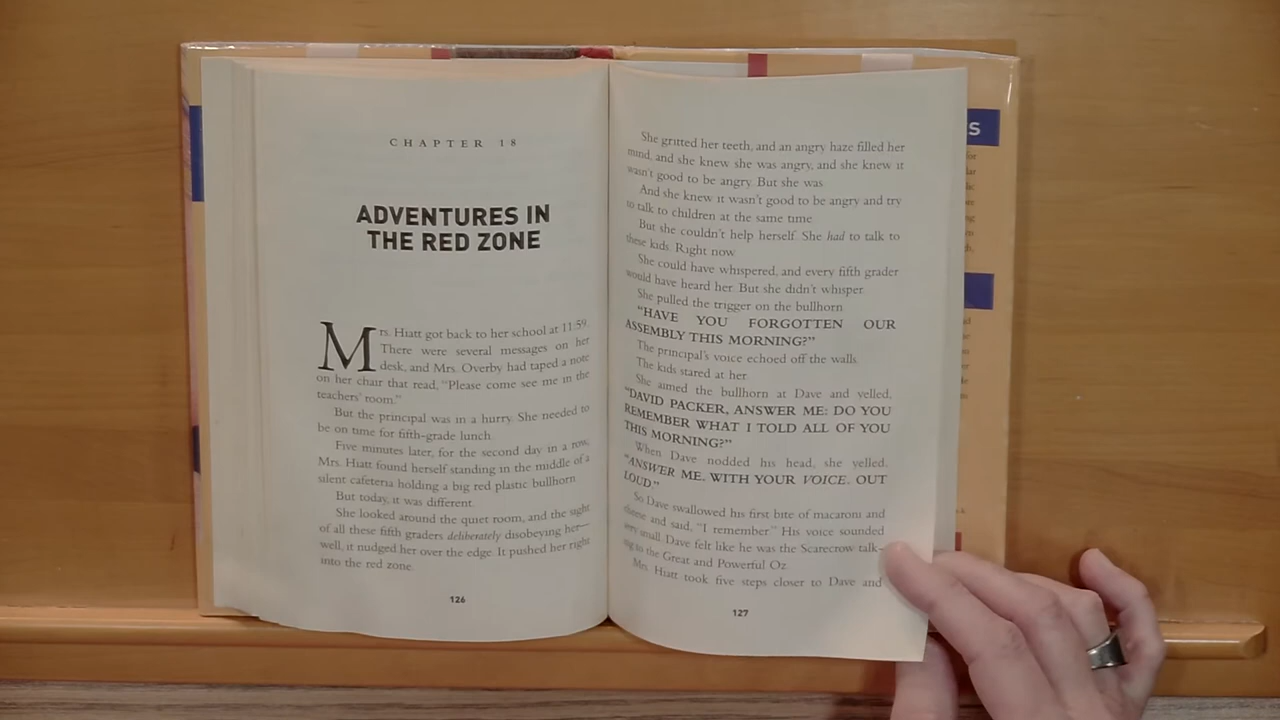 CHAPTER 18
ADVENTURES IN
THE RED ZONE
Mrs. Hiatt got back to her school at 11:59.
There were several messages on her
desk, and Mrs. Overby had taped a note
on her chair that read, "Please come see me in the
teachers' room."
But the principal was in a hurry. She needed to
be on time for fifth-grade lunch.
Five minutes later, for the second day in a row,
Mrs. Hiatt found herself standing in the middle of a
silent cafeteria holding a big red plastic bullhorn.
But today, it was different.
She looked around the quiet room, and the sight
of all these fifth graders deliberately disobeying her—
well, it nudged her over the edge. It pushed her right
into the red zone.
126
She gritted her teeth, and an angry haze filled her
mind, and she knew she was angry, and she knew it
wasn't good to be angry. But she was.
And she knew it wasn't good to be angry and try
to talk to children at the same time.
But she couldn't help herself. She had to talk to
these kids. Right now.
She could have whispered, and every fifth grader
would have heard her. But she didn't whisper.
She pulled the trigger on the bullhorn.
"HAVE YOU FORGOTTEN OUR
ASSEMBLY THIS MORNING?"
The principal's voice echoed off the walls.
The kids stared at her.
She aimed the bullhorn at Dave and yelled,
"DAVID PACKER, ANSWER ME: DO YOU
REMEMBER WHAT I TOLD ALL OF YOU
THIS MORNING?"
When Dave nodded his head, she yelled,
"ANSWER ME. WITH YOUR VOICE. OUT
LOUD."
So Dave swallowed his first bite of macaroni and
cheese and said, "I remember." His voice sounded
very small. Dave felt like he was the Scarecrow talk-
ing to the Great and Powerful Oz.
Mrs. Hiatt took five steps closer to Dave and
127
S